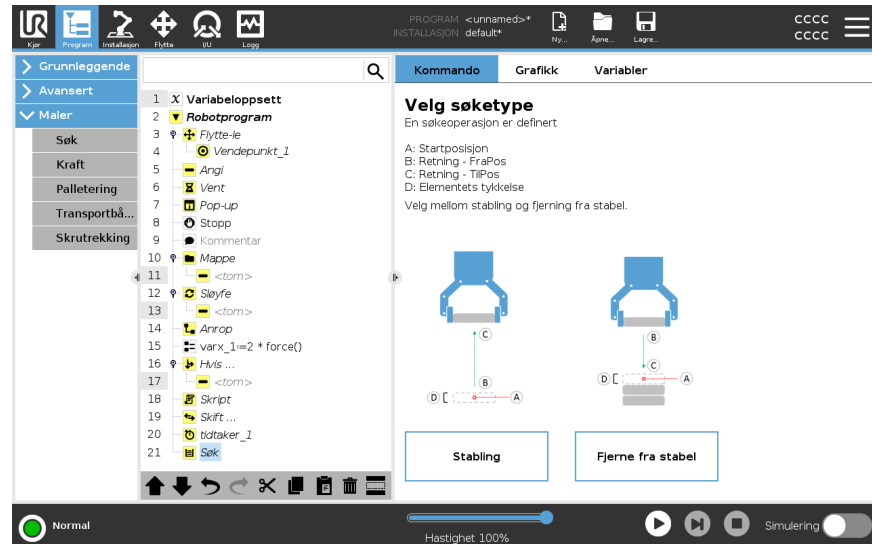 UR
Kjør
Program
Installasjon
Flytte
I/U
Logg
PROGRAM <unnamed>*
INSTALLASJON default*
Ny...
Åpne...
Lagre...
CCCC
CCCC
Grunnleggende
Avansert
Maler
Søk
Kraft
Palletering
Transportbå...
Skrutrekking
1 X Variabeloppsett
2 Robotprogram
3 Flytte-le
4 Vendepunkt_1
5 Angi
6 Vent
7 Pop-up
8 Stopp
9 Kommentar
10 Mappe
11 <tom>
12 Sløyfe
13 <tom>
14 Anrop
15 varx_1:=2 * force()
16 Hvis ...
17 <tom>
18 Skript
19 Skift ...
20 tidtaker_1
21 Søk
Kommando
Grafikk
Variabler
Velg søketype
En søkeoperasjon er definert
A: Startposisjon
B: Retning - FraPos
C: Retning - TilPos
D: Elementets tykkelse
Velg mellom stabling og fjerning fra stabel.
C
B
D
A
B
C
D
A
Stabling
Fjerne fra stabel
Normal
Hastighet 100%
Simulering